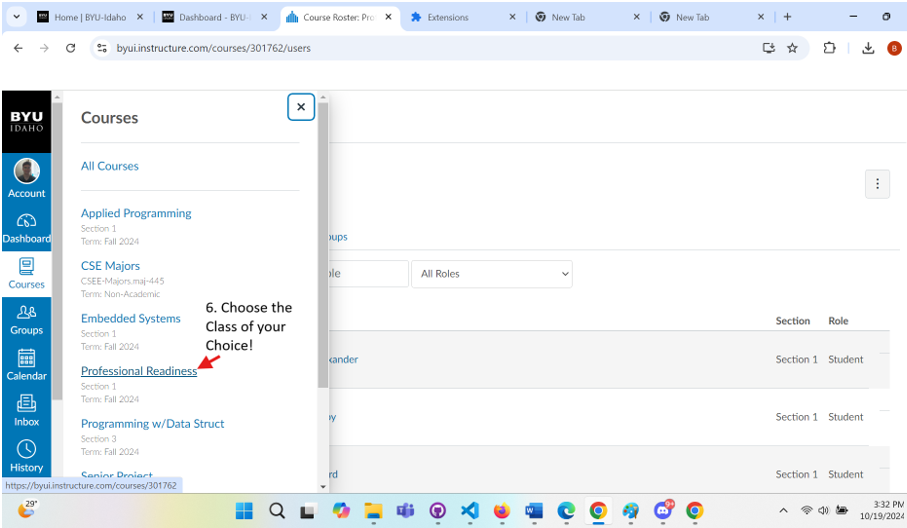 Home | BYU-Idaho
Dashboard - BYU-I
Course Roster: Pro
Extensions
New Tab
New Tab
byui.instructure.com/courses/301762/users
B
BYU
IDAHO
Account
Dashboard
Courses
Groups
Calendar
Inbox
History
Courses
All Courses
Applied Programming
Section 1
Term: Fall 2024
CSE Majors
CSEE-Majors.maj-445
Term: Non-Academic
Embedded Systems
Section 1
Term: Fall 2024
Professional Readiness
Section 1
Term: Fall 2024
Programming w/Data Struct
Section 3
Term: Fall 2024
Senior Project
6. Choose the
Class of your
Choice!
oups
ole
All Roles
Section Role
xander
Section 1 Student
by
Section 1 Student
rd
Section 1 Student
https://byui.instructure.com/courses/301762
29°
3:32 PM
10/19/2024